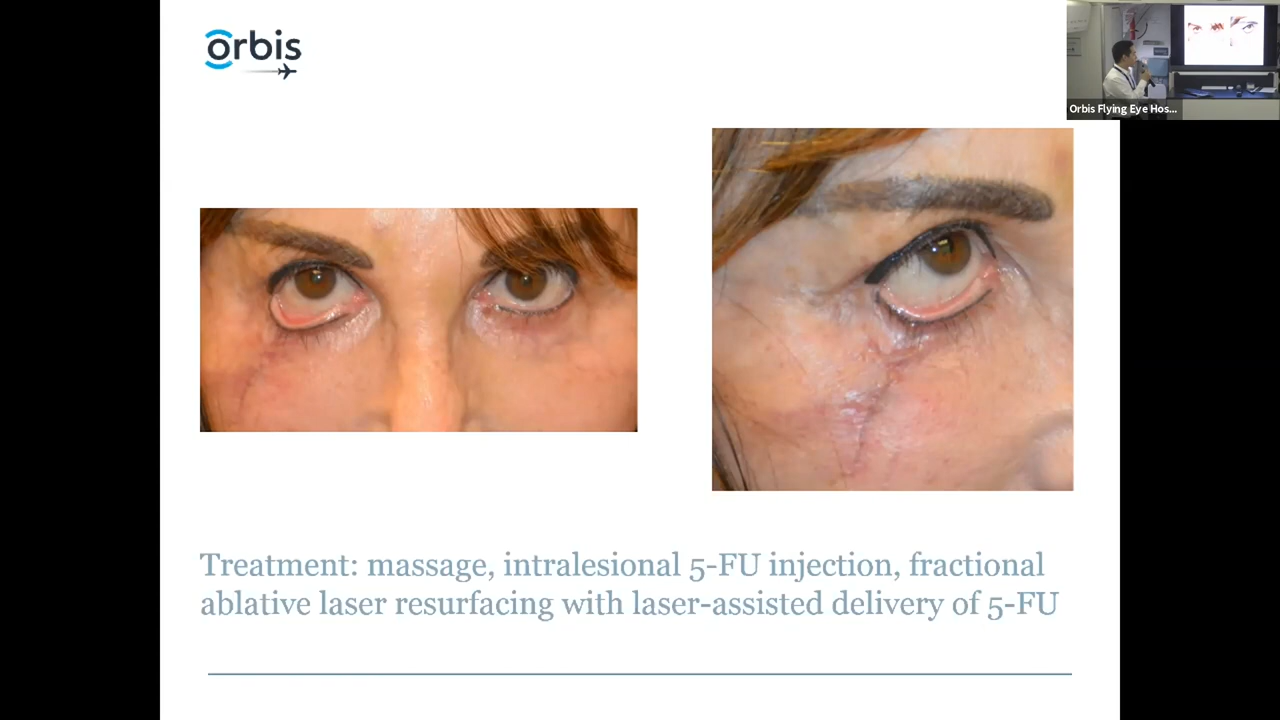 orbis
Orbis Flying Eye Hos...
Treatment: massage, intralesional 5-FU injection, fractional
ablative laser resurfacing with laser-assisted delivery of 5-FU